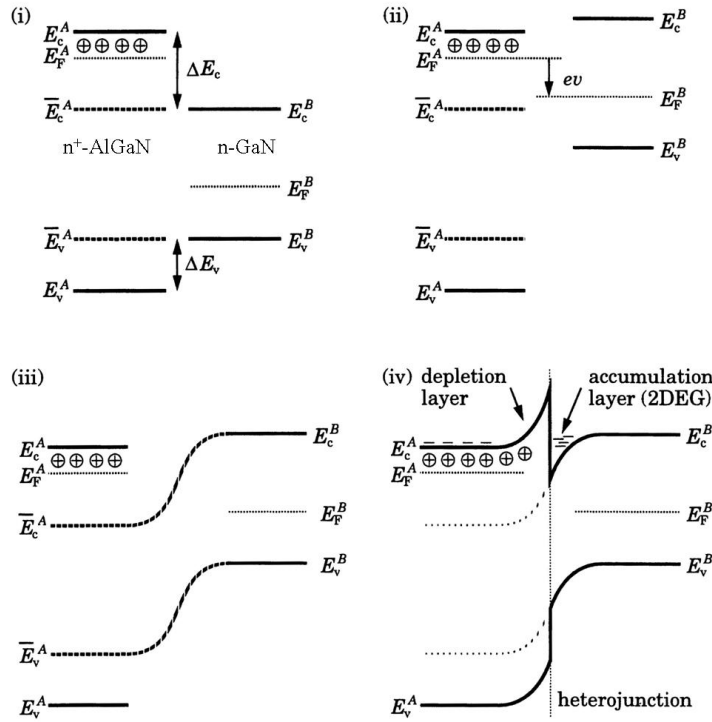 (i)
E_c^A
⊕⊕⊕⊕
E_F^A
ΔE_c
Ē_c^A
E_c^B
n⁺-AlGaN
n-GaN
E_F^B
Ē_v^A
E_v^B
ΔE_v
E_v^A
(ii)
E_c^A
E_c^B
⊕⊕⊕⊕
E_F^A
ev
Ē_c^A
E_F^B
E_v^B
Ē_v^A
E_v^A
(iii)
E_c^A
E_c^B
⊕⊕⊕⊕
E_F^A
Ē_c^A
E_F^B
E_v^B
Ē_v^A
E_v^A
(iv)
depletion
layer
accumulation
layer (2DEG)
E_c^A
E_c^B
⊕⊕⊕⊕⊕⊕⊕
E_F^A
E_F^B
E_v^B
E_v^A
heterojunction